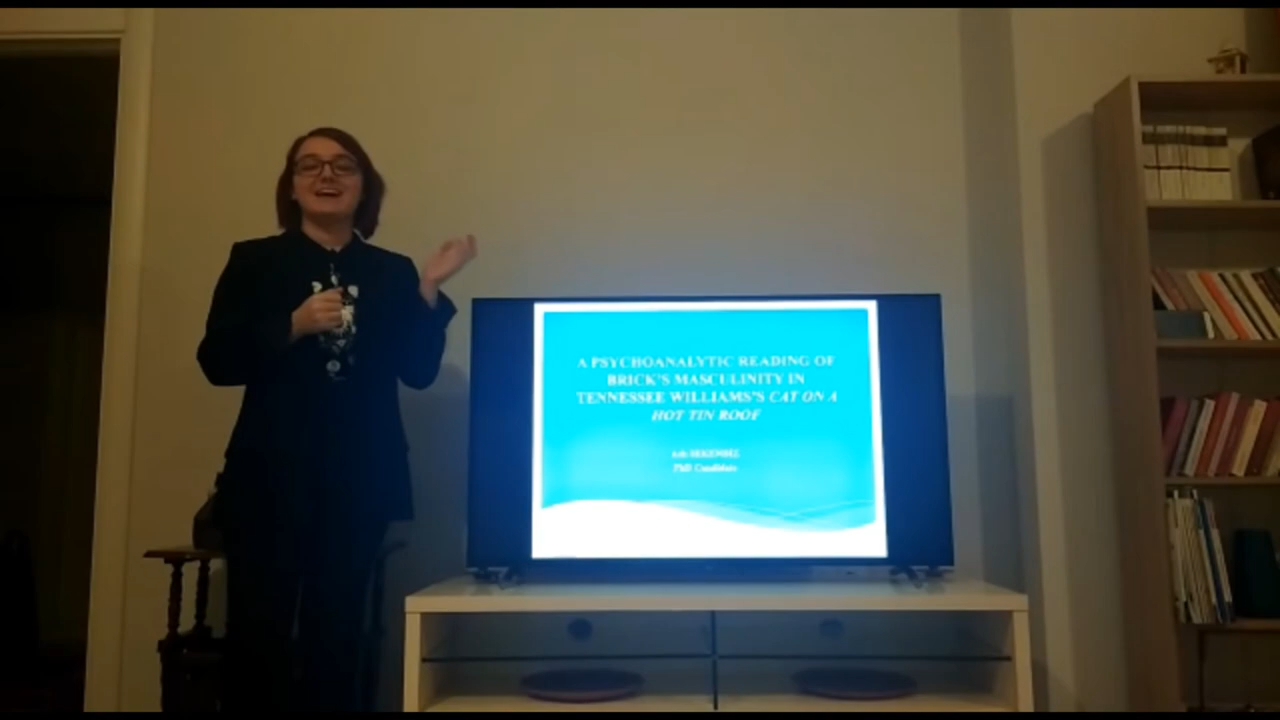 A PSYCHOANALYTIC READING OF
BRICK'S MASCULINITY IN
TENNESSEE WILLIAMS'S CAT ON A
HOT TIN ROOF
PhD Candidate